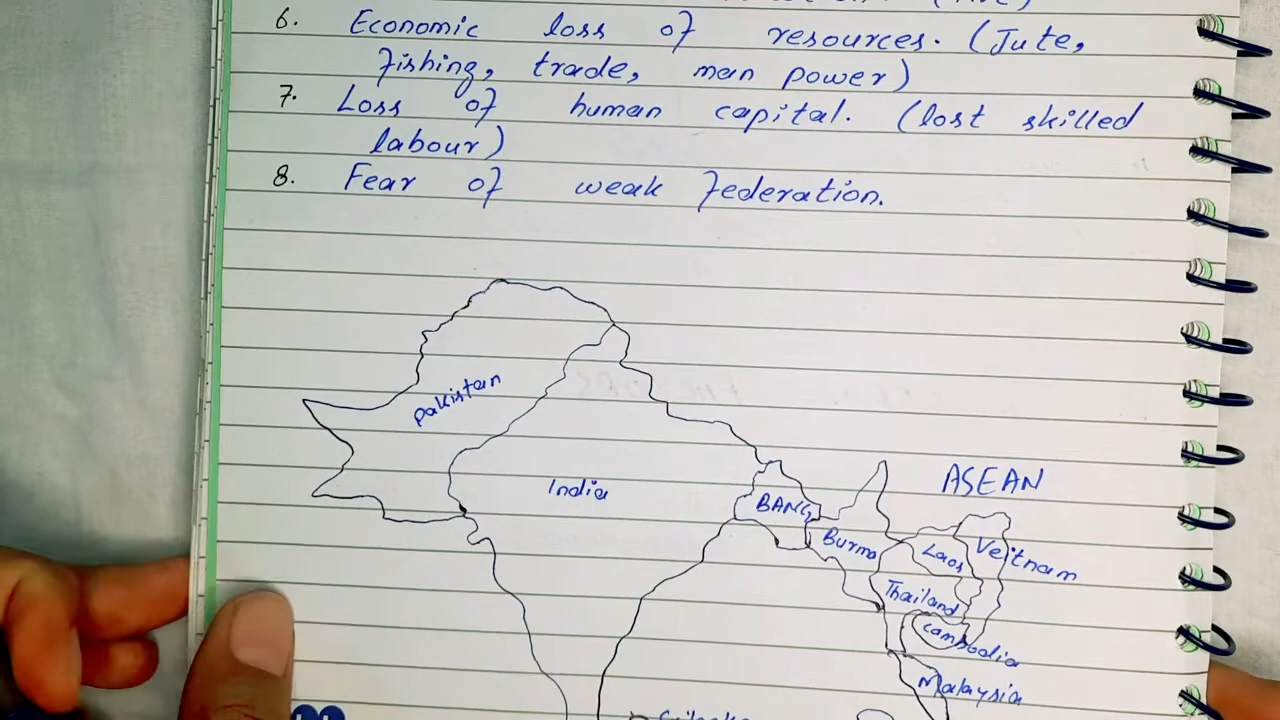 6. Economic loss of resources. (Jute,
fishing, trade, man power)
7. Loss of human capital. (lost skilled
labour)
8. Fear of weak federation.
Pakistan
India
BANG
ASEAN
Burma
Laos
Veitnam
Thailand
Cambodia
Malaysia